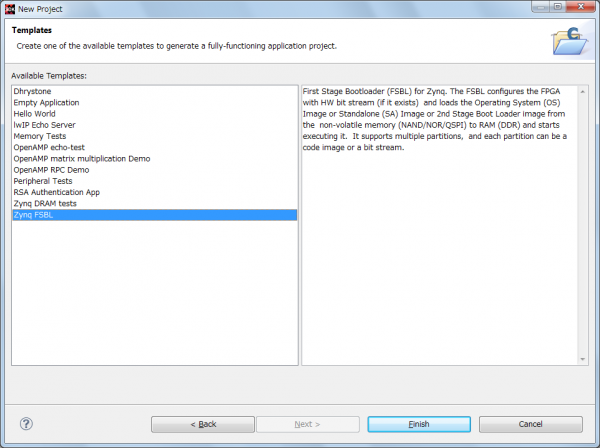 New Project
Templates
Create one of the available templates to generate a fully-functioning application project.
Available Templates:
Dhrystone
Empty Application
Hello World
lwIP Echo Server
Memory Tests
OpenAMP echo-test
OpenAMP matrix multiplication Demo
OpenAMP RPC Demo
Peripheral Tests
RSA Authentication App
Zynq DRAM tests
Zynq FSBL
First Stage Bootloader (FSBL) for Zynq. The FSBL configures the FPGA
with HW bit stream (if it exists)  and loads the Operating System (OS)
Image or Standalone (SA) Image or 2nd Stage Boot Loader image from
the  non-volatile memory (NAND/NOR/QSPI) to RAM (DDR) and starts
executing it.  It supports multiple partitions,  and each partition can be a
code image or a bit stream.
< Back
Next >
Finish
Cancel